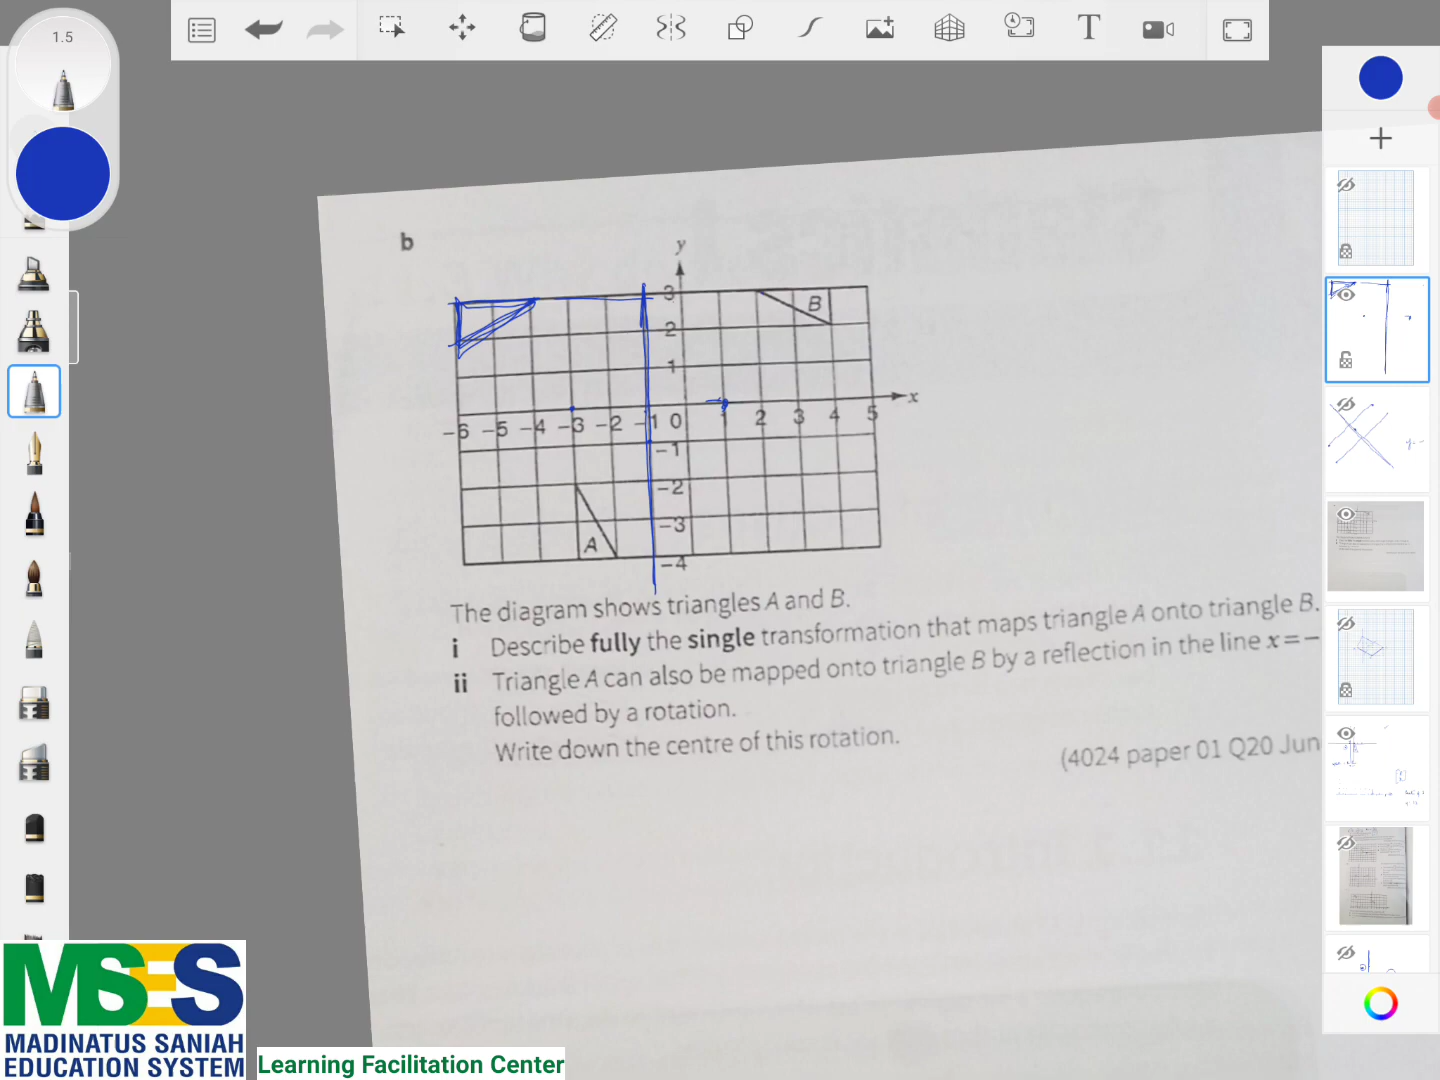 1.5
b
y
3
B
2
1
-6 -5 -4 -3 -2 -1 0 1 2 3 4 5 x
-1
-2
-3
A
-4
The diagram shows triangles A and B.
i Describe fully the single transformation that maps triangle A onto triangle B.
ii Triangle A can also be mapped onto triangle B by a reflection in the line x = −
followed by a rotation.
Write down the centre of this rotation.
(4024 paper 01 Q20 Jun
T
MSES
MADINATUS SANIAH
EDUCATION SYSTEM
Learning Facilitation Center